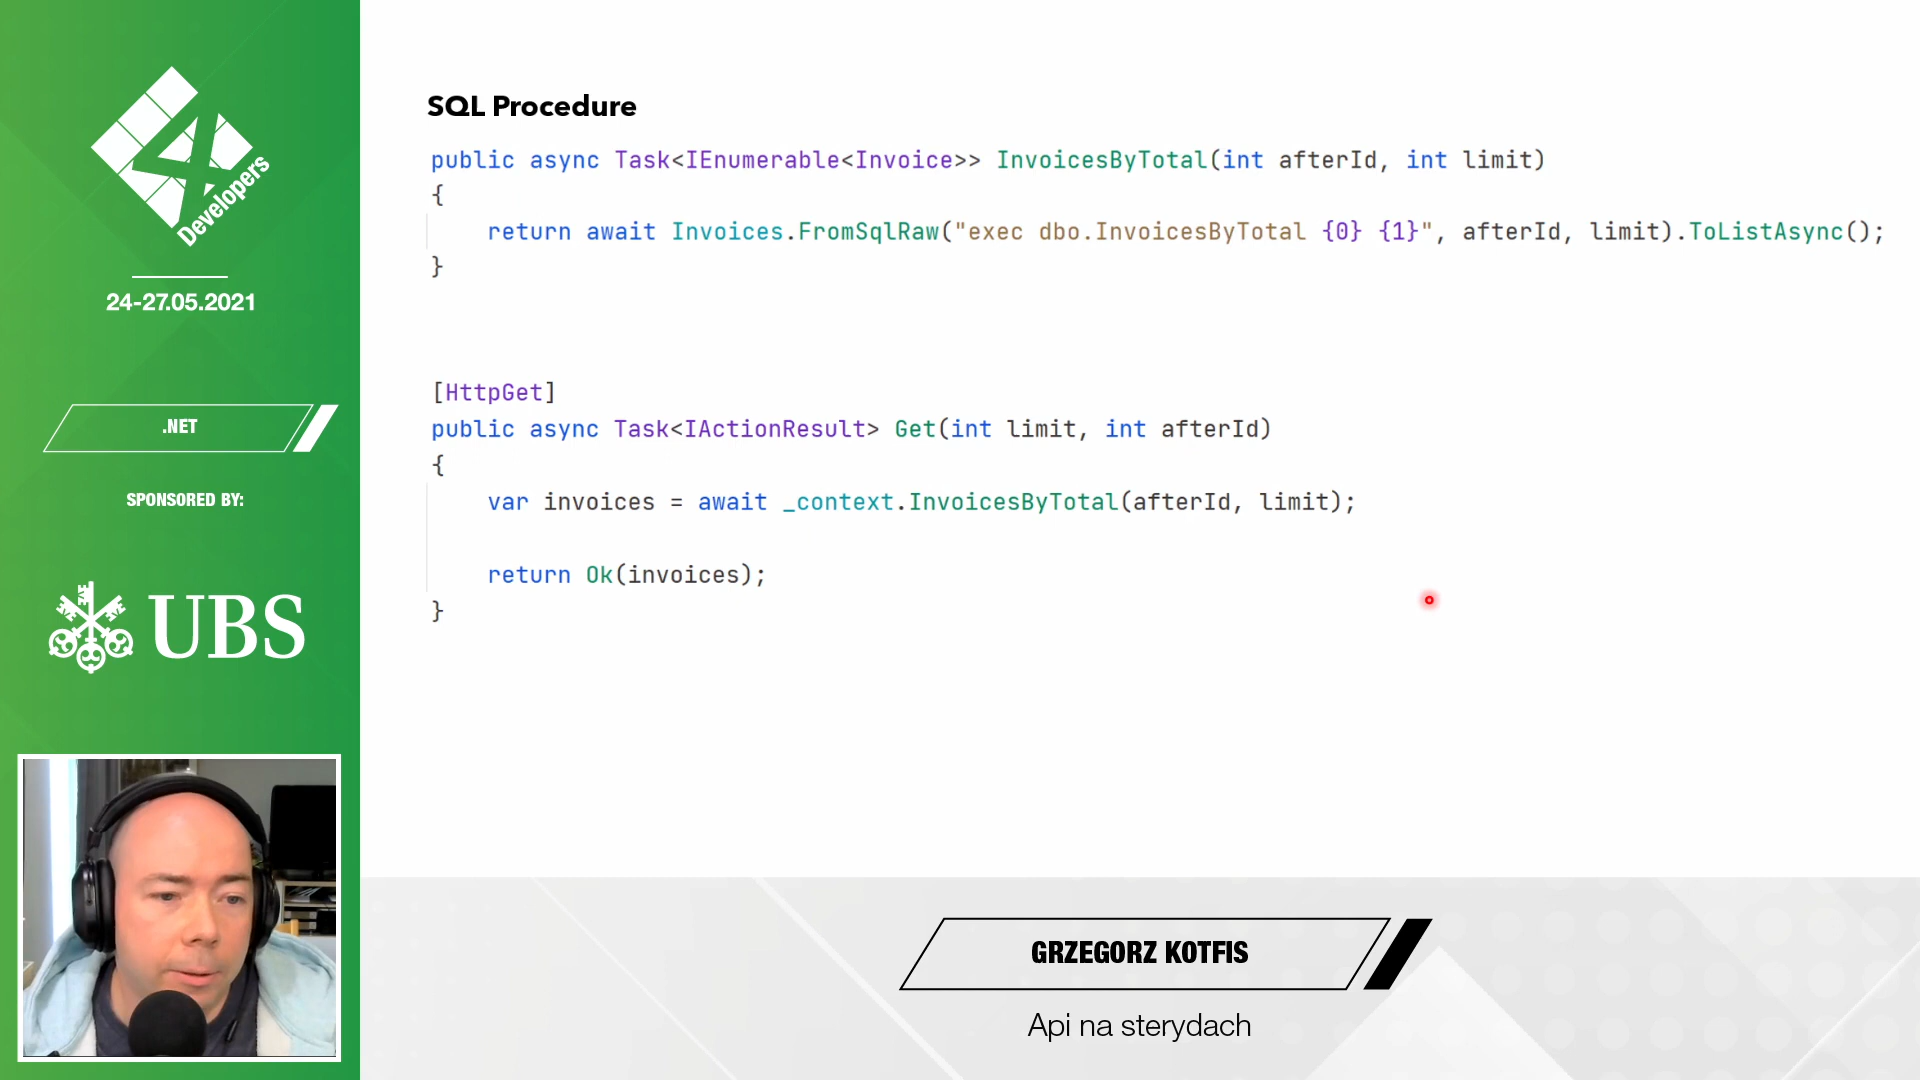 4
Developers
24-27.05.2021
.NET
SPONSORED BY:
UBS
SQL Procedure
public async Task<IEnumerable<Invoice>> InvoicesByTotal(int afterId, int limit)
{
return await Invoices.FromSqlRaw("exec dbo.InvoicesByTotal {0} {1}", afterId, limit).ToListAsync();
}
[HttpGet]
public async Task<IActionResult> Get(int limit, int afterId)
{
var invoices = await _context.InvoicesByTotal(afterId, limit);
return Ok(invoices);
}
GRZEGORZ KOTFIS
Api na sterydach